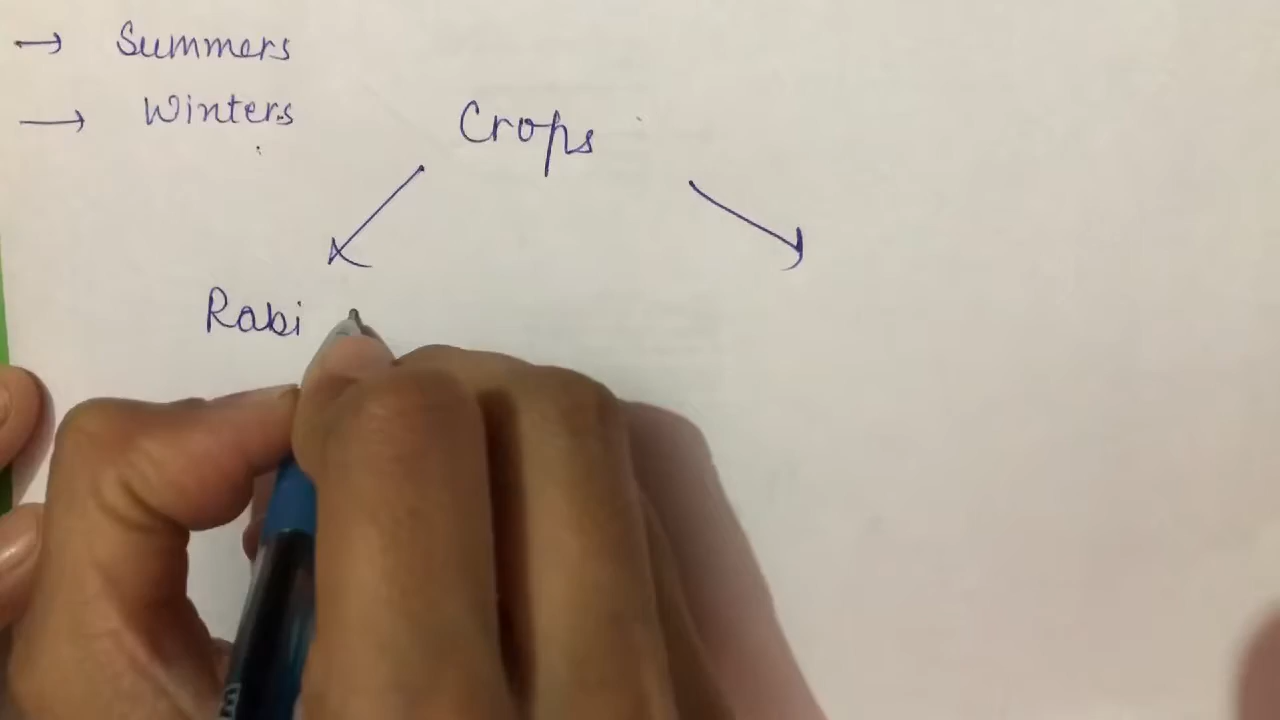 → Summers
→ Winters
Crops
Rabi